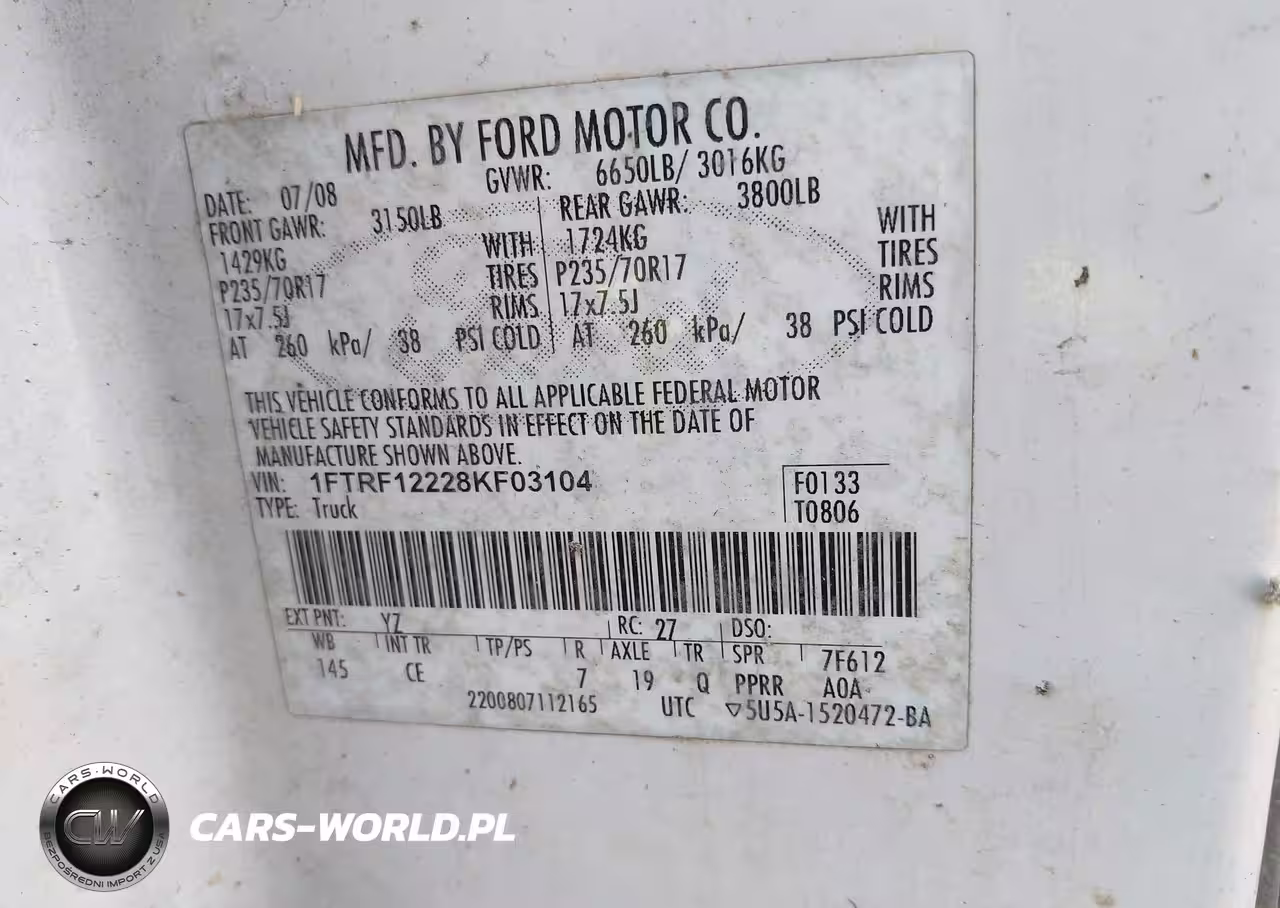 MFD. BY FORD MOTOR CO.
DATE: 07/08 GVWR: 6650LB/ 3016KG
FRONT GAWR: 3150LB REAR GAWR: 3800LB
1429KG WITH 1724KG WITH
P235/70R17 TIRES P235/70R17 TIRES
17x7.5J RIMS 17x7.5J RIMS
AT 260 kPa/ 38 PSI COLD AT 260 kPa/ 38 PSI COLD
THIS VEHICLE CONFORMS TO ALL APPLICABLE FEDERAL MOTOR
VEHICLE SAFETY STANDARDS IN EFFECT ON THE DATE OF
MANUFACTURE SHOWN ABOVE.
VIN: 1FTRF12228KF03104 F0133
TYPE: Truck T0806
EXT PNT: YZ RC: 27 DSO:
WB INT TR TP/PS R AXLE TR SPR 7F612
145 CE 7 19 Q PPRR AOA
2200807112165 UTC ▽5U5A-1520472-BA
CARS-WORLD
CW
BEZPOŚREDNI IMPORT Z USA
CARS-WORLD.PL